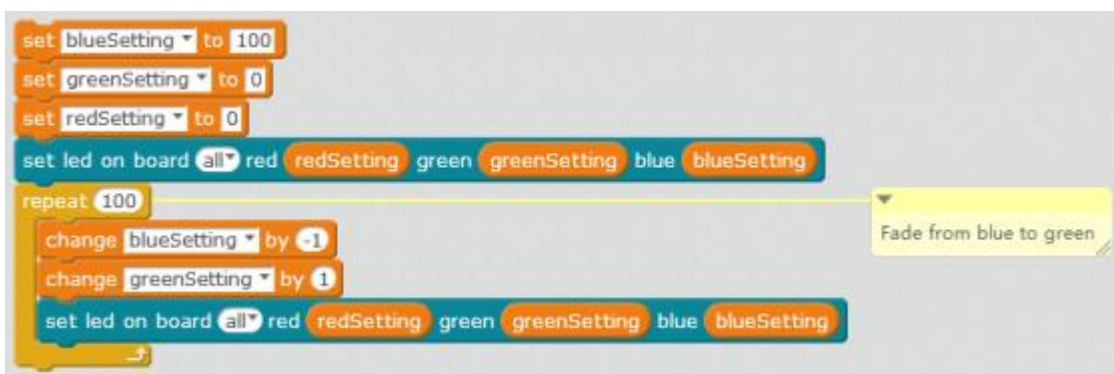 set blueSetting to 100
set greenSetting to 0
set redSetting to 0
set led on board all red redSetting green greenSetting blue blueSetting
repeat 100
Fade from blue to green
change blueSetting by -1
change greenSetting by 1
set led on board all red redSetting green greenSetting blue blueSetting